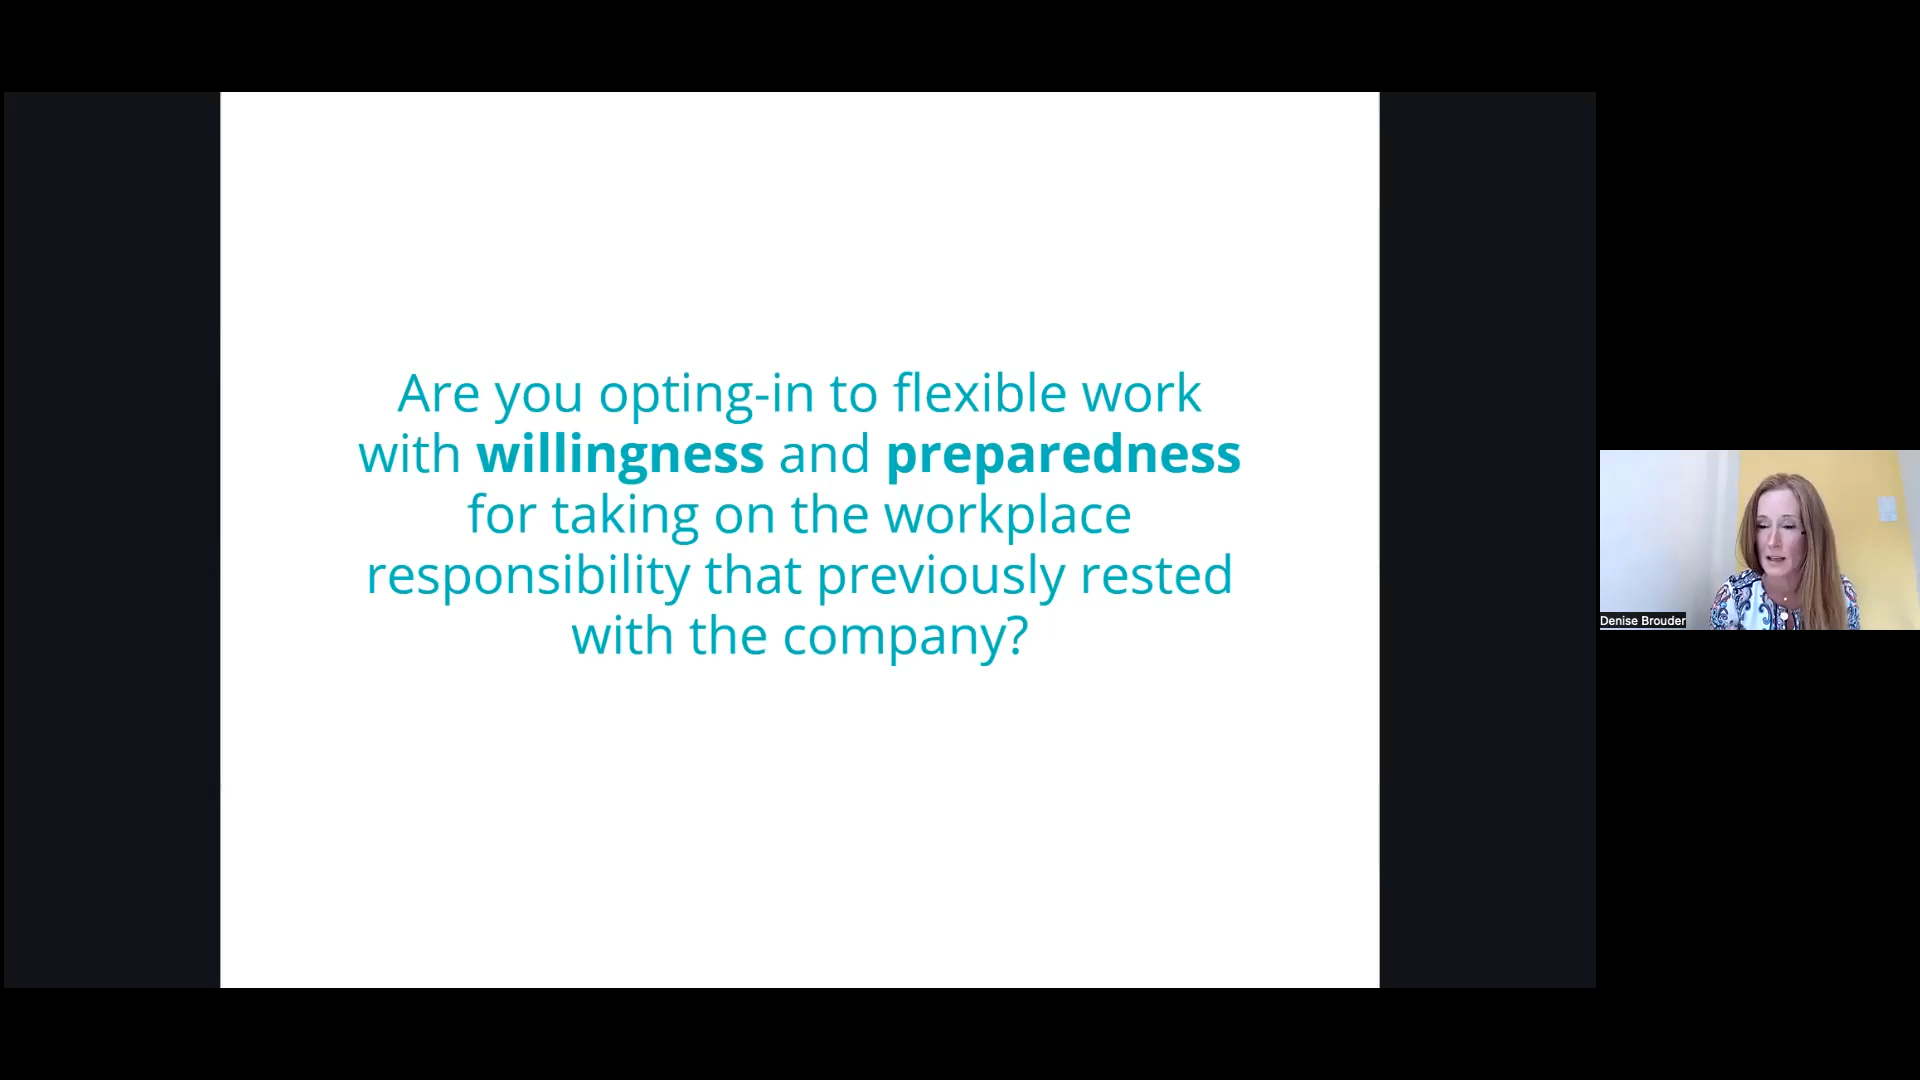 Are you opting-in to flexible work
with willingness and preparedness
for taking on the workplace
responsibility that previously rested
with the company?
Denise Brouder